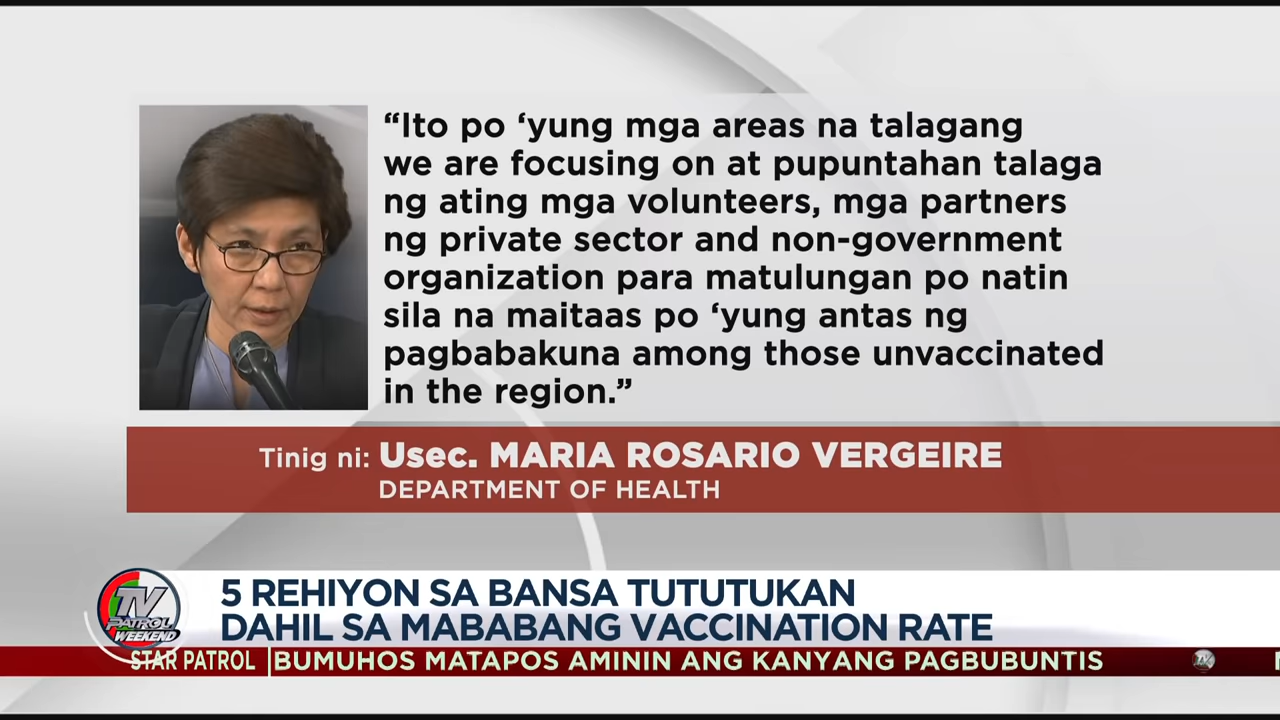 “Ito po ‘yung mga areas na talagang
we are focusing on at pupuntahan talaga
ng ating mga volunteers, mga partners
ng private sector and non-government
organization para matulungan po natin
sila na maitaas po ‘yung antas ng
pagbabakuna among those unvaccinated
in the region.”
Tinig ni: Usec. MARIA ROSARIO VERGEIRE
DEPARTMENT OF HEALTH
TV
PATROL
WEEKEND
5 REHIYON SA BANSA TUTUTUKAN
DAHIL SA MABABANG VACCINATION RATE
STAR PATROL BUMUHOS MATAPOS AMININ ANG KANYANG PAGBUBUNTIS